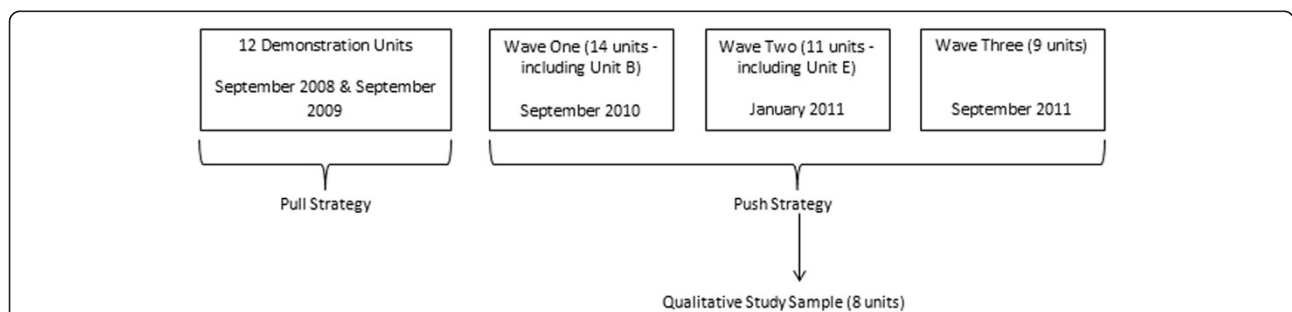 12 Demonstration Units
September 2008 & September
2009
Wave One (14 units -
including Unit B)
September 2010
Wave Two (11 units -
including Unit E)
January 2011
Wave Three (9 units)
September 2011
Pull Strategy
Push Strategy
Qualitative Study Sample (8 units)